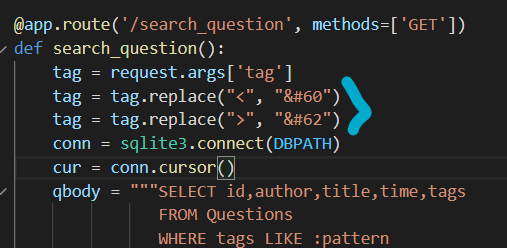 @app.route('/search_question', methods=['GET'])
def search_question():
tag = request.args['tag']
tag = tag.replace("<", "&#60")
tag = tag.replace(">", "&#62")
conn = sqlite3.connect(DBPATH)
cur = conn.cursor()
qbody = """SELECT id,author,title,time,tags
FROM Questions
WHERE tags LIKE :pattern